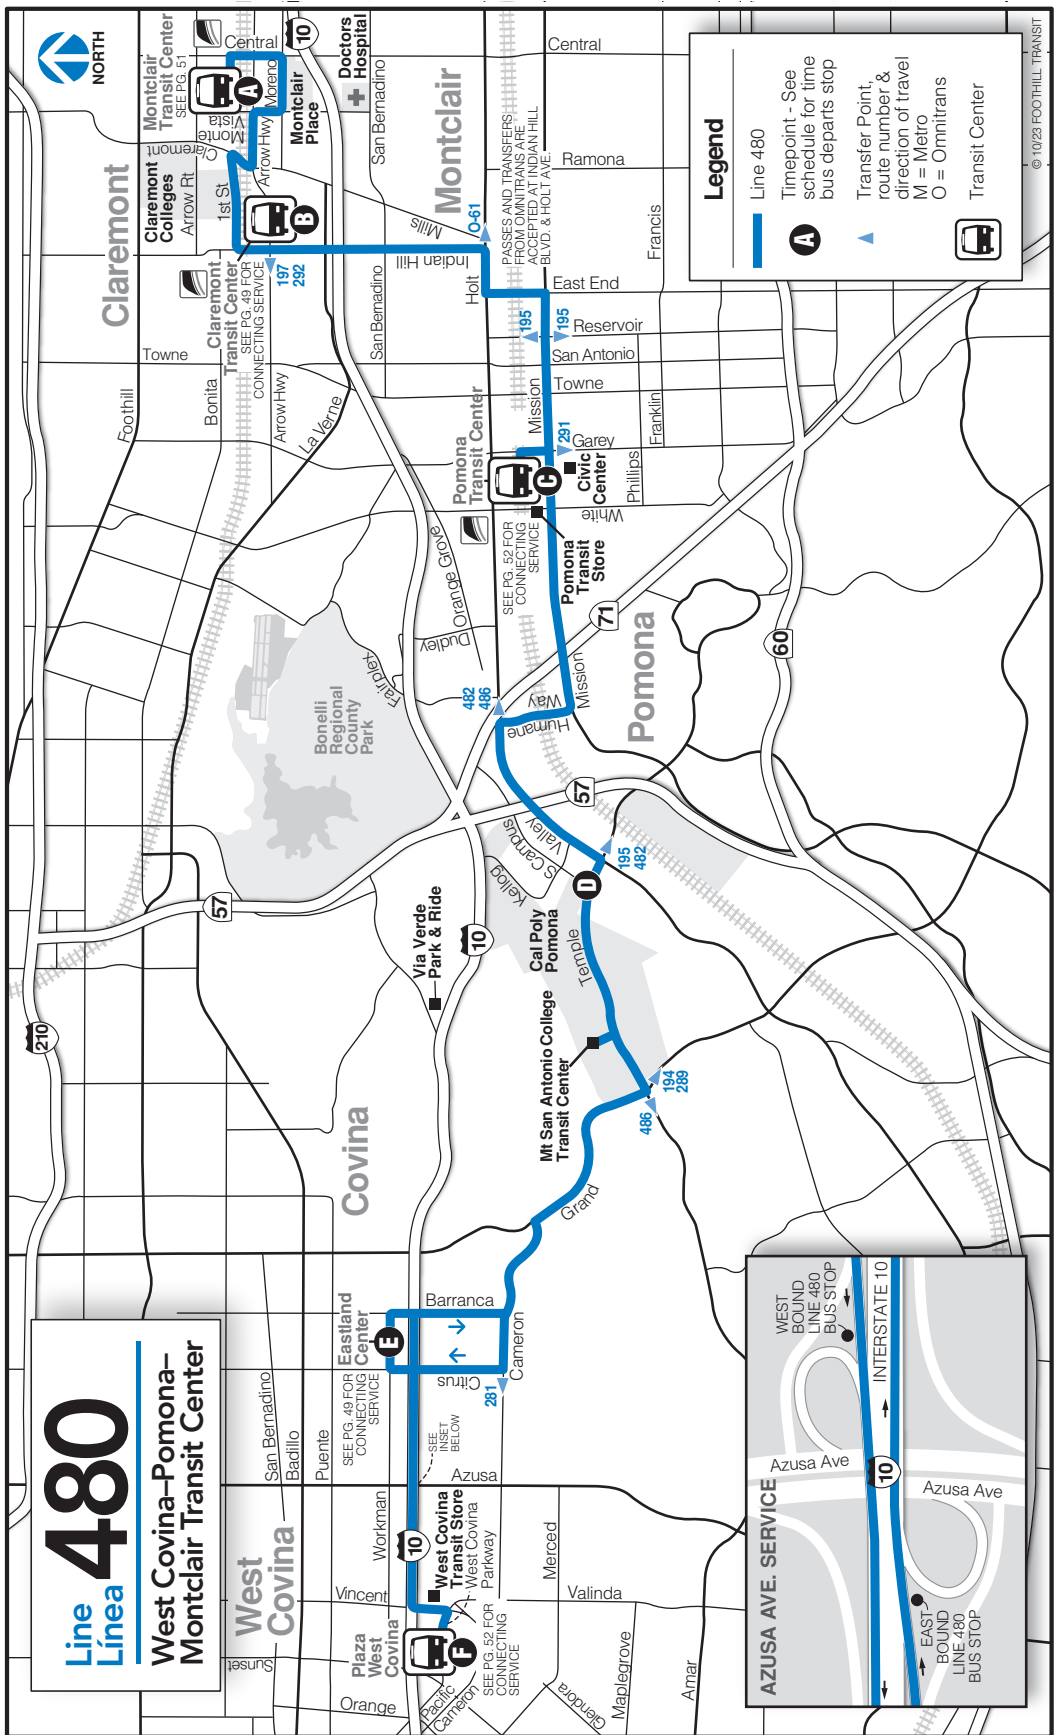 Line
Línea
480
West Covina–Pomona–
Montclair Transit Center
NORTH
Legend
Line 480
A
Timepoint - See
schedule for time
bus departs stop
Transfer Point,
route number &
direction of travel
M = Metro
O = Omnitrans
Transit Center
© 10/23 FOOTHILL TRANSIT
Claremont
Montclair
Pomona
Covina
West
Covina
Montclair
Transit Center
SEE PG. 51
A
Central
10
Moreno
Montclair
Place
Doctors
Hospital
San Bernadino
Central
Monte
Vista
Claremont
Arrow Hwy
Claremont
Colleges
Arrow Rt
1st St
B
Claremont
Transit Center
SEE PG. 49 FOR
CONNECTING SERVICE
197
292
Mills
Indian Hill
O-61
PASSES AND TRANSFERS
FROM OMNITRANS ARE
ACCEPTED AT INDIAN HILL
BLVD. & HOLT AVE.
Ramona
Francis
Holt
East End
San Bernadino
195
195
Reservoir
San Antonio
Towne
Towne
Foothill
Bonita
Arrow Hwy
La Verne
Mission
Franklin
Pomona
Transit Center
291
Garey
C
Civic
Center
Phillips
White
SEE PG. 52 FOR
CONNECTING
SERVICE
Pomona
Transit
Store
Orange Grove
Dudley
Fairplex
71
60
Bonelli
Regional
County
Park
482
486
Humane
Way
Mission
57
57
Valley
S Campus
Kellog
195
482
D
Cal Poly
Pomona
Temple
Via Verde
Park & Ride
10
210
Mt San Antonio College
Transit Center
194
289
486
Grand
Barranca
Eastland
Center
E
Cameron
Citrus
281
SEE PG. 49 FOR
CONNECTING
SERVICE
SEE
INSET
BELOW
San Bernadino
Badillo
Puente
Azusa
Workman
10
West Covina
Transit Store
West Covina
Parkway
Merced
Vincent
Valinda
Plaza
West
Covina
F
SEE PG. 52 FOR
CONNECTING
SERVICE
Sunset
Orange
Pacific
Cameron
Glendora
Maplegrove
Amar
AZUSA AVE. SERVICE
WEST
BOUND
LINE 480
BUS STOP
INTERSTATE 10
Azusa Ave
10
Azusa Ave
EAST
BOUND
LINE 480
BUS STOP